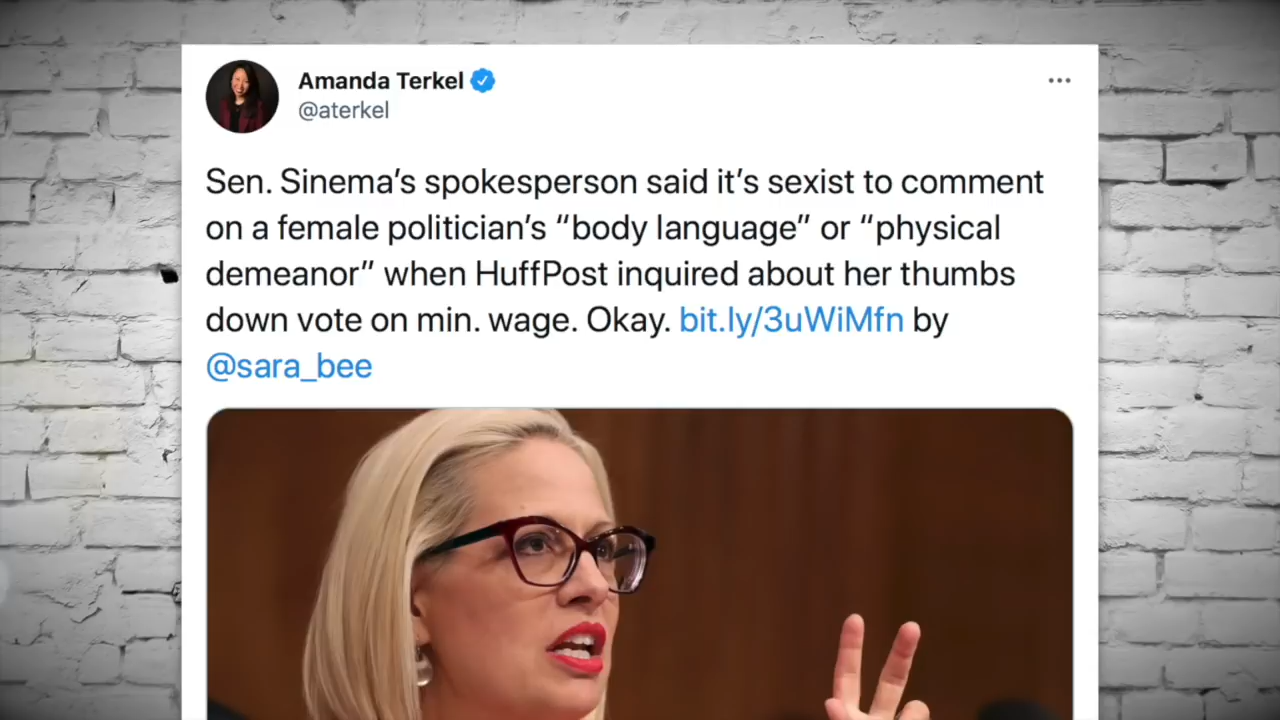 Amanda Terkel
@aterkel
Sen. Sinema’s spokesperson said it’s sexist to comment
on a female politician’s “body language” or “physical
demeanor” when HuffPost inquired about her thumbs
down vote on min. wage. Okay. bit.ly/3uWiMfn by
@sara_bee